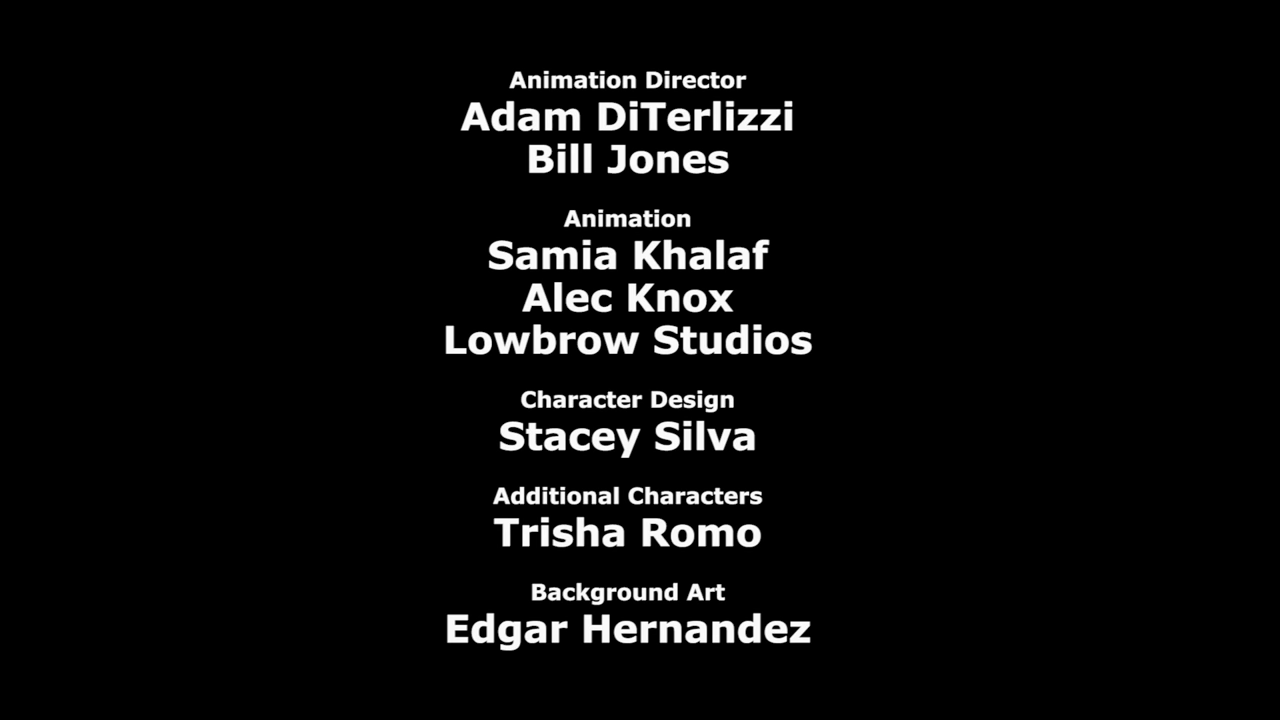 Animation Director
Adam DiTerlizzi
Bill Jones
Animation
Samia Khalaf
Alec Knox
Lowbrow Studios
Character Design
Stacey Silva
Additional Characters
Trisha Romo
Background Art
Edgar Hernandez